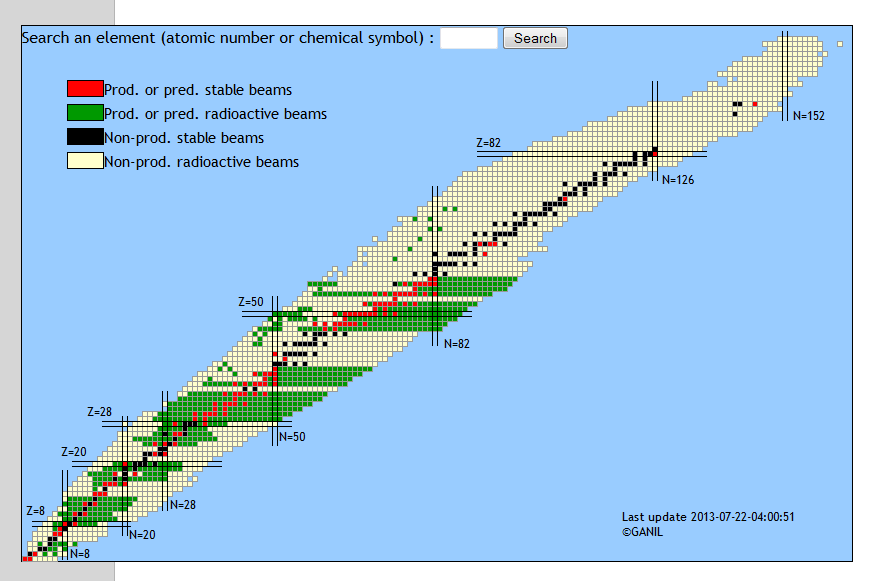 Search an element (atomic number or chemical symbol) : Search
Prod. or pred. stable beams
Prod. or pred. radioactive beams
Non-prod. stable beams
Non-prod. radioactive beams
N=152
Z=82
N=126
Z=50
N=82
Z=28
N=50
Z=20
N=28
Z=8
N=20
N=8
Last update 2013-07-22-04:00:51
©GANIL